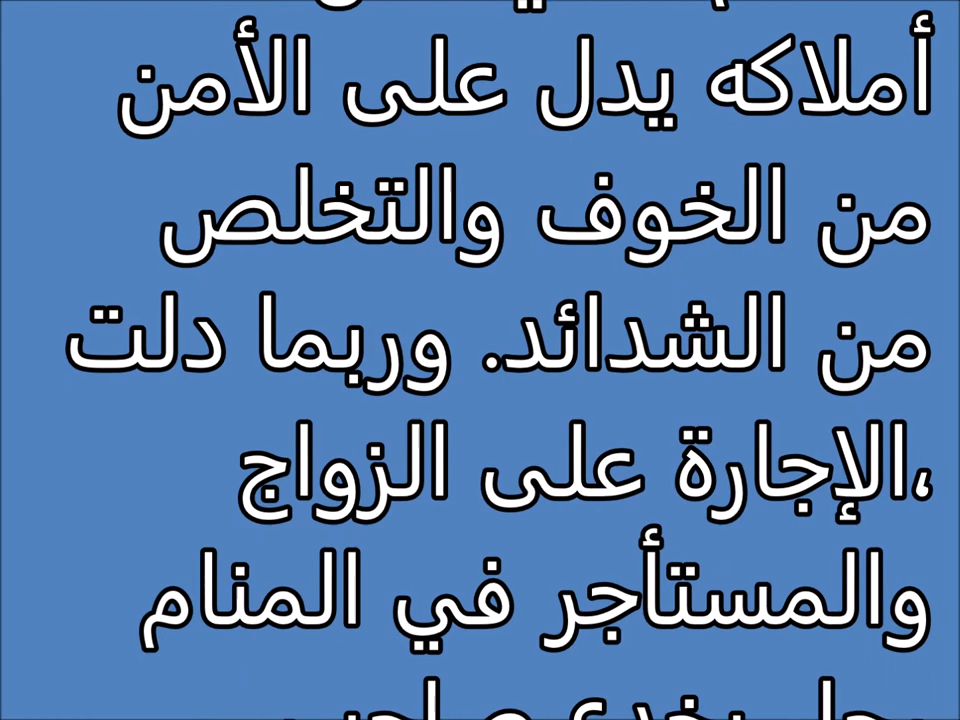 أملاكه يدل على الأمن
من الخوف والتخلص
من الشدائد. وربما دلت
،الإجارة على الزواج
والمستأجر في المنام